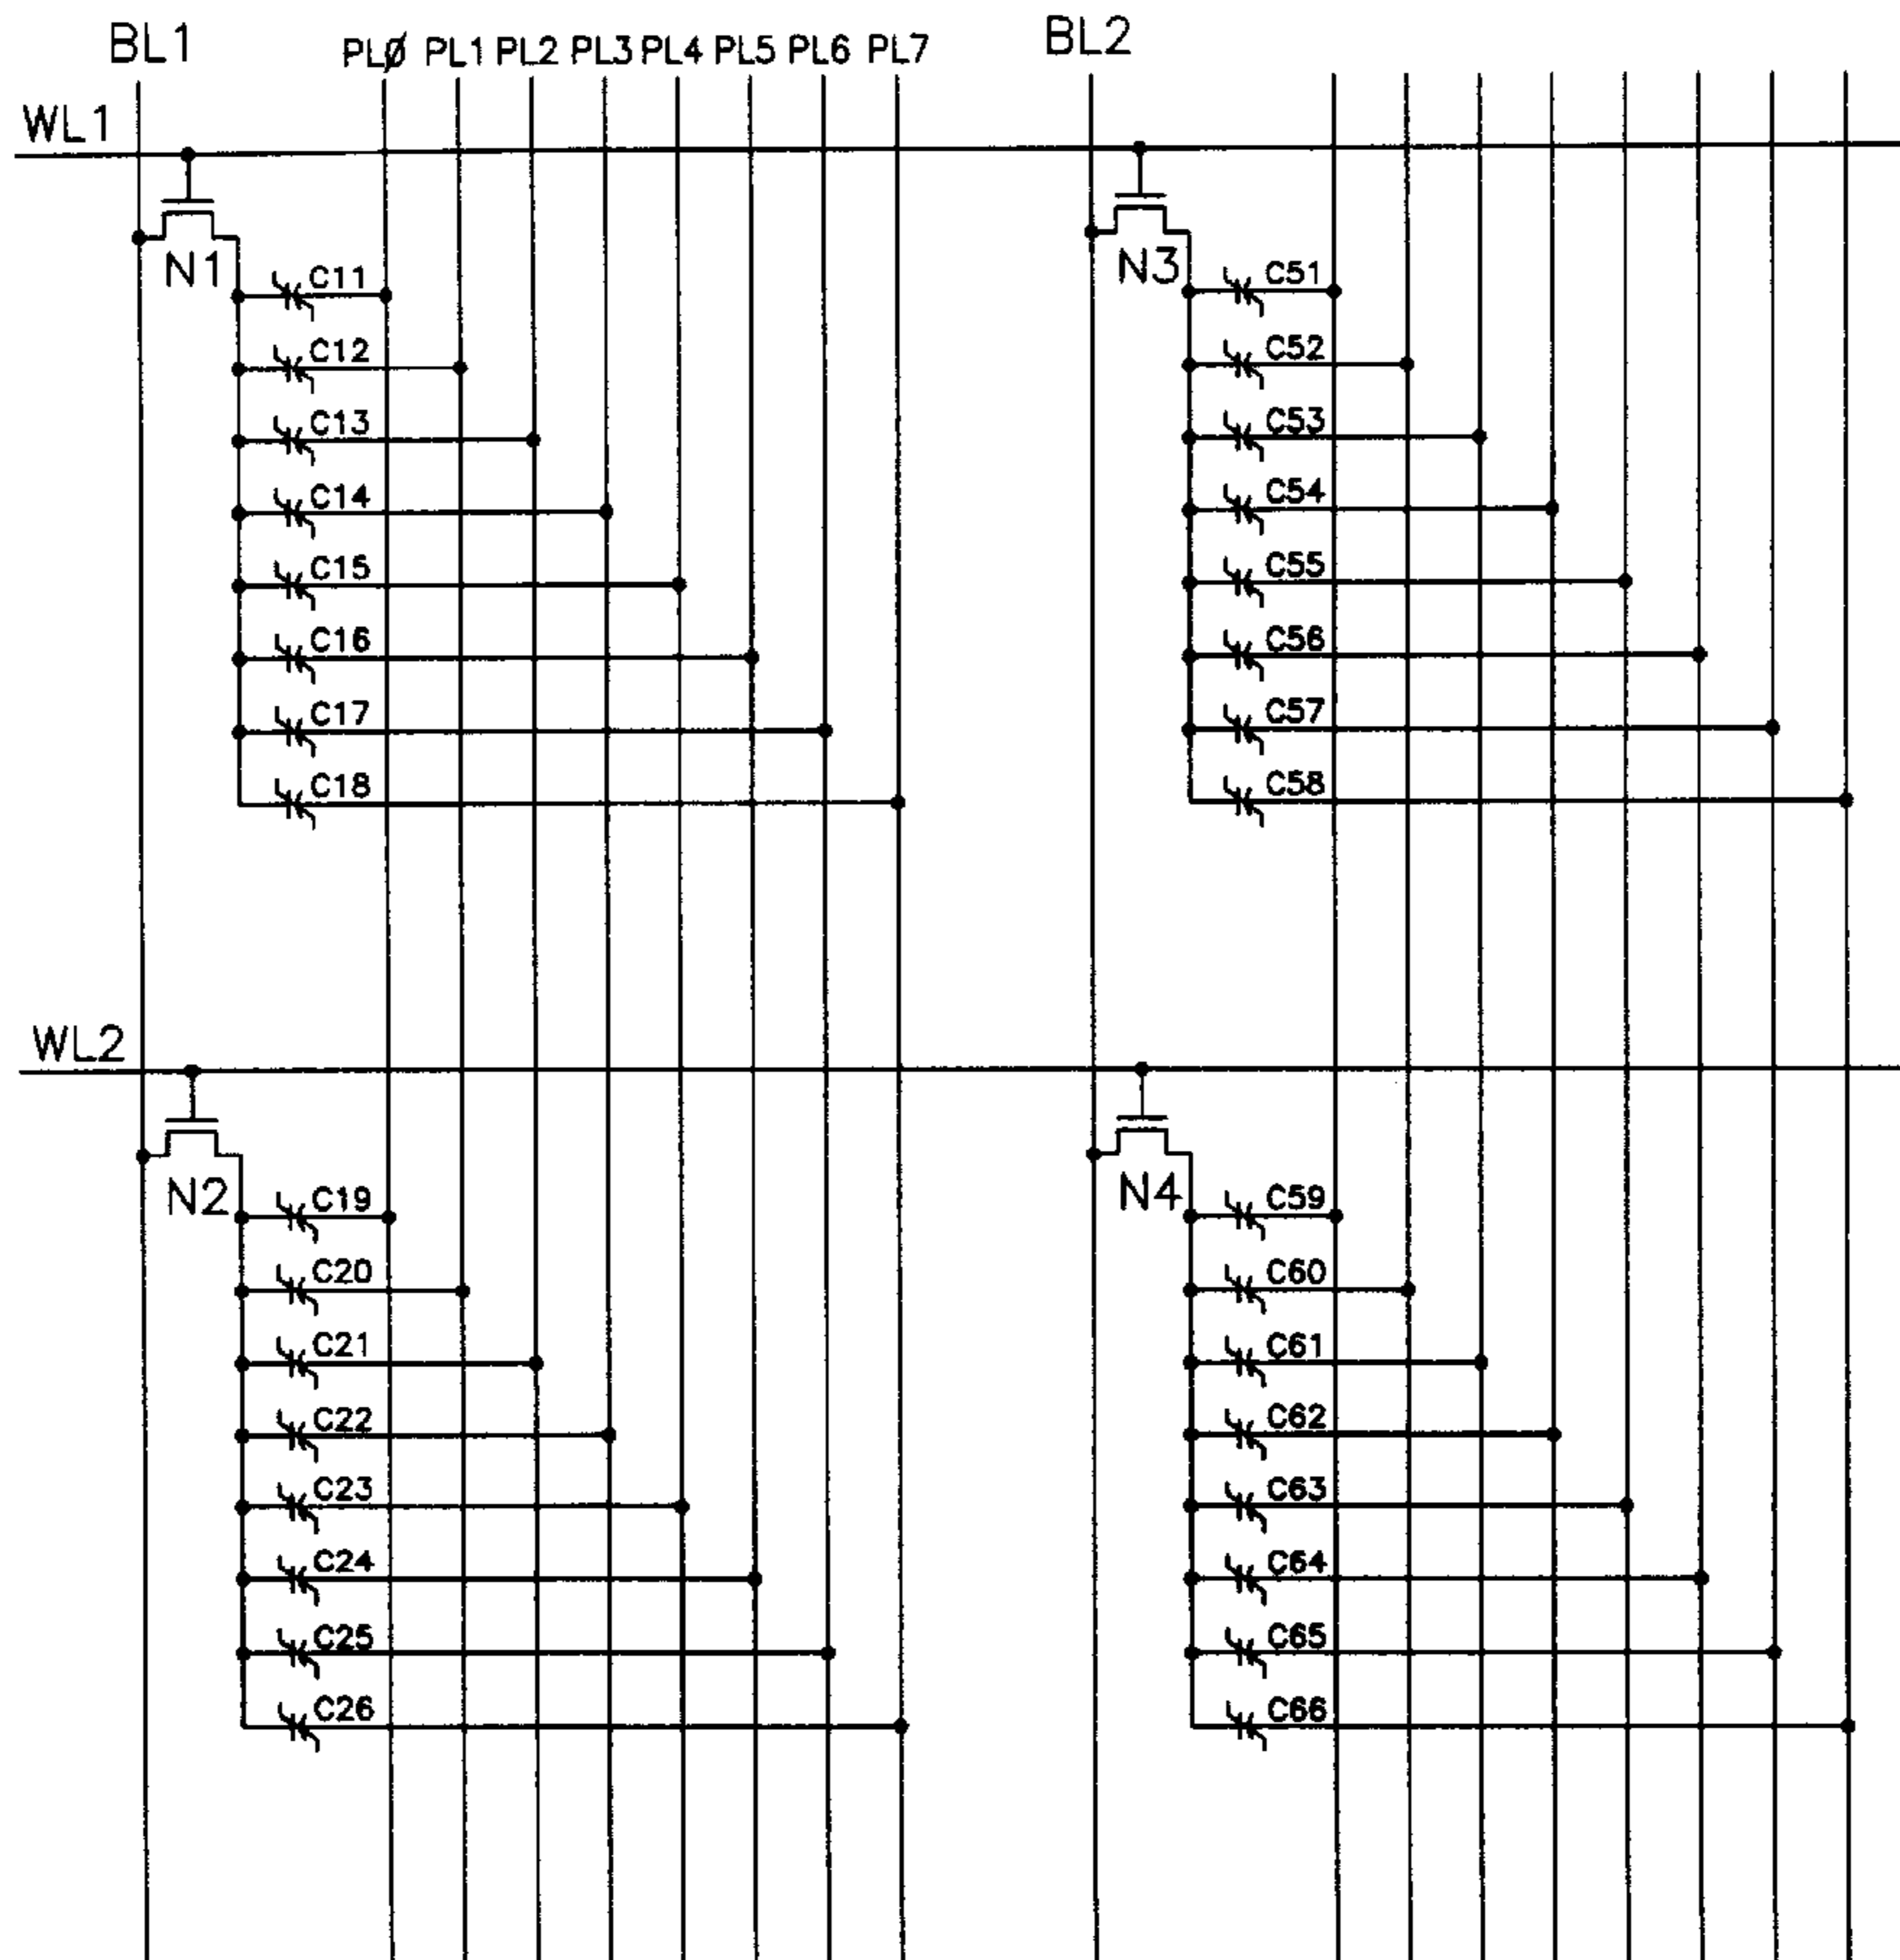 BL1 PLØ PL1 PL2 PL3 PL4 PL5 PL6 PL7 BL2
WL1
N1 N3
C11 C51
C12 C52
C13 C53
C14 C54
C15 C55
C16 C56
C17 C57
C18 C58
WL2
N2 N4
C19 C59
C20 C60
C21 C61
C22 C62
C23 C63
C24 C64
C25 C65
C26 C66